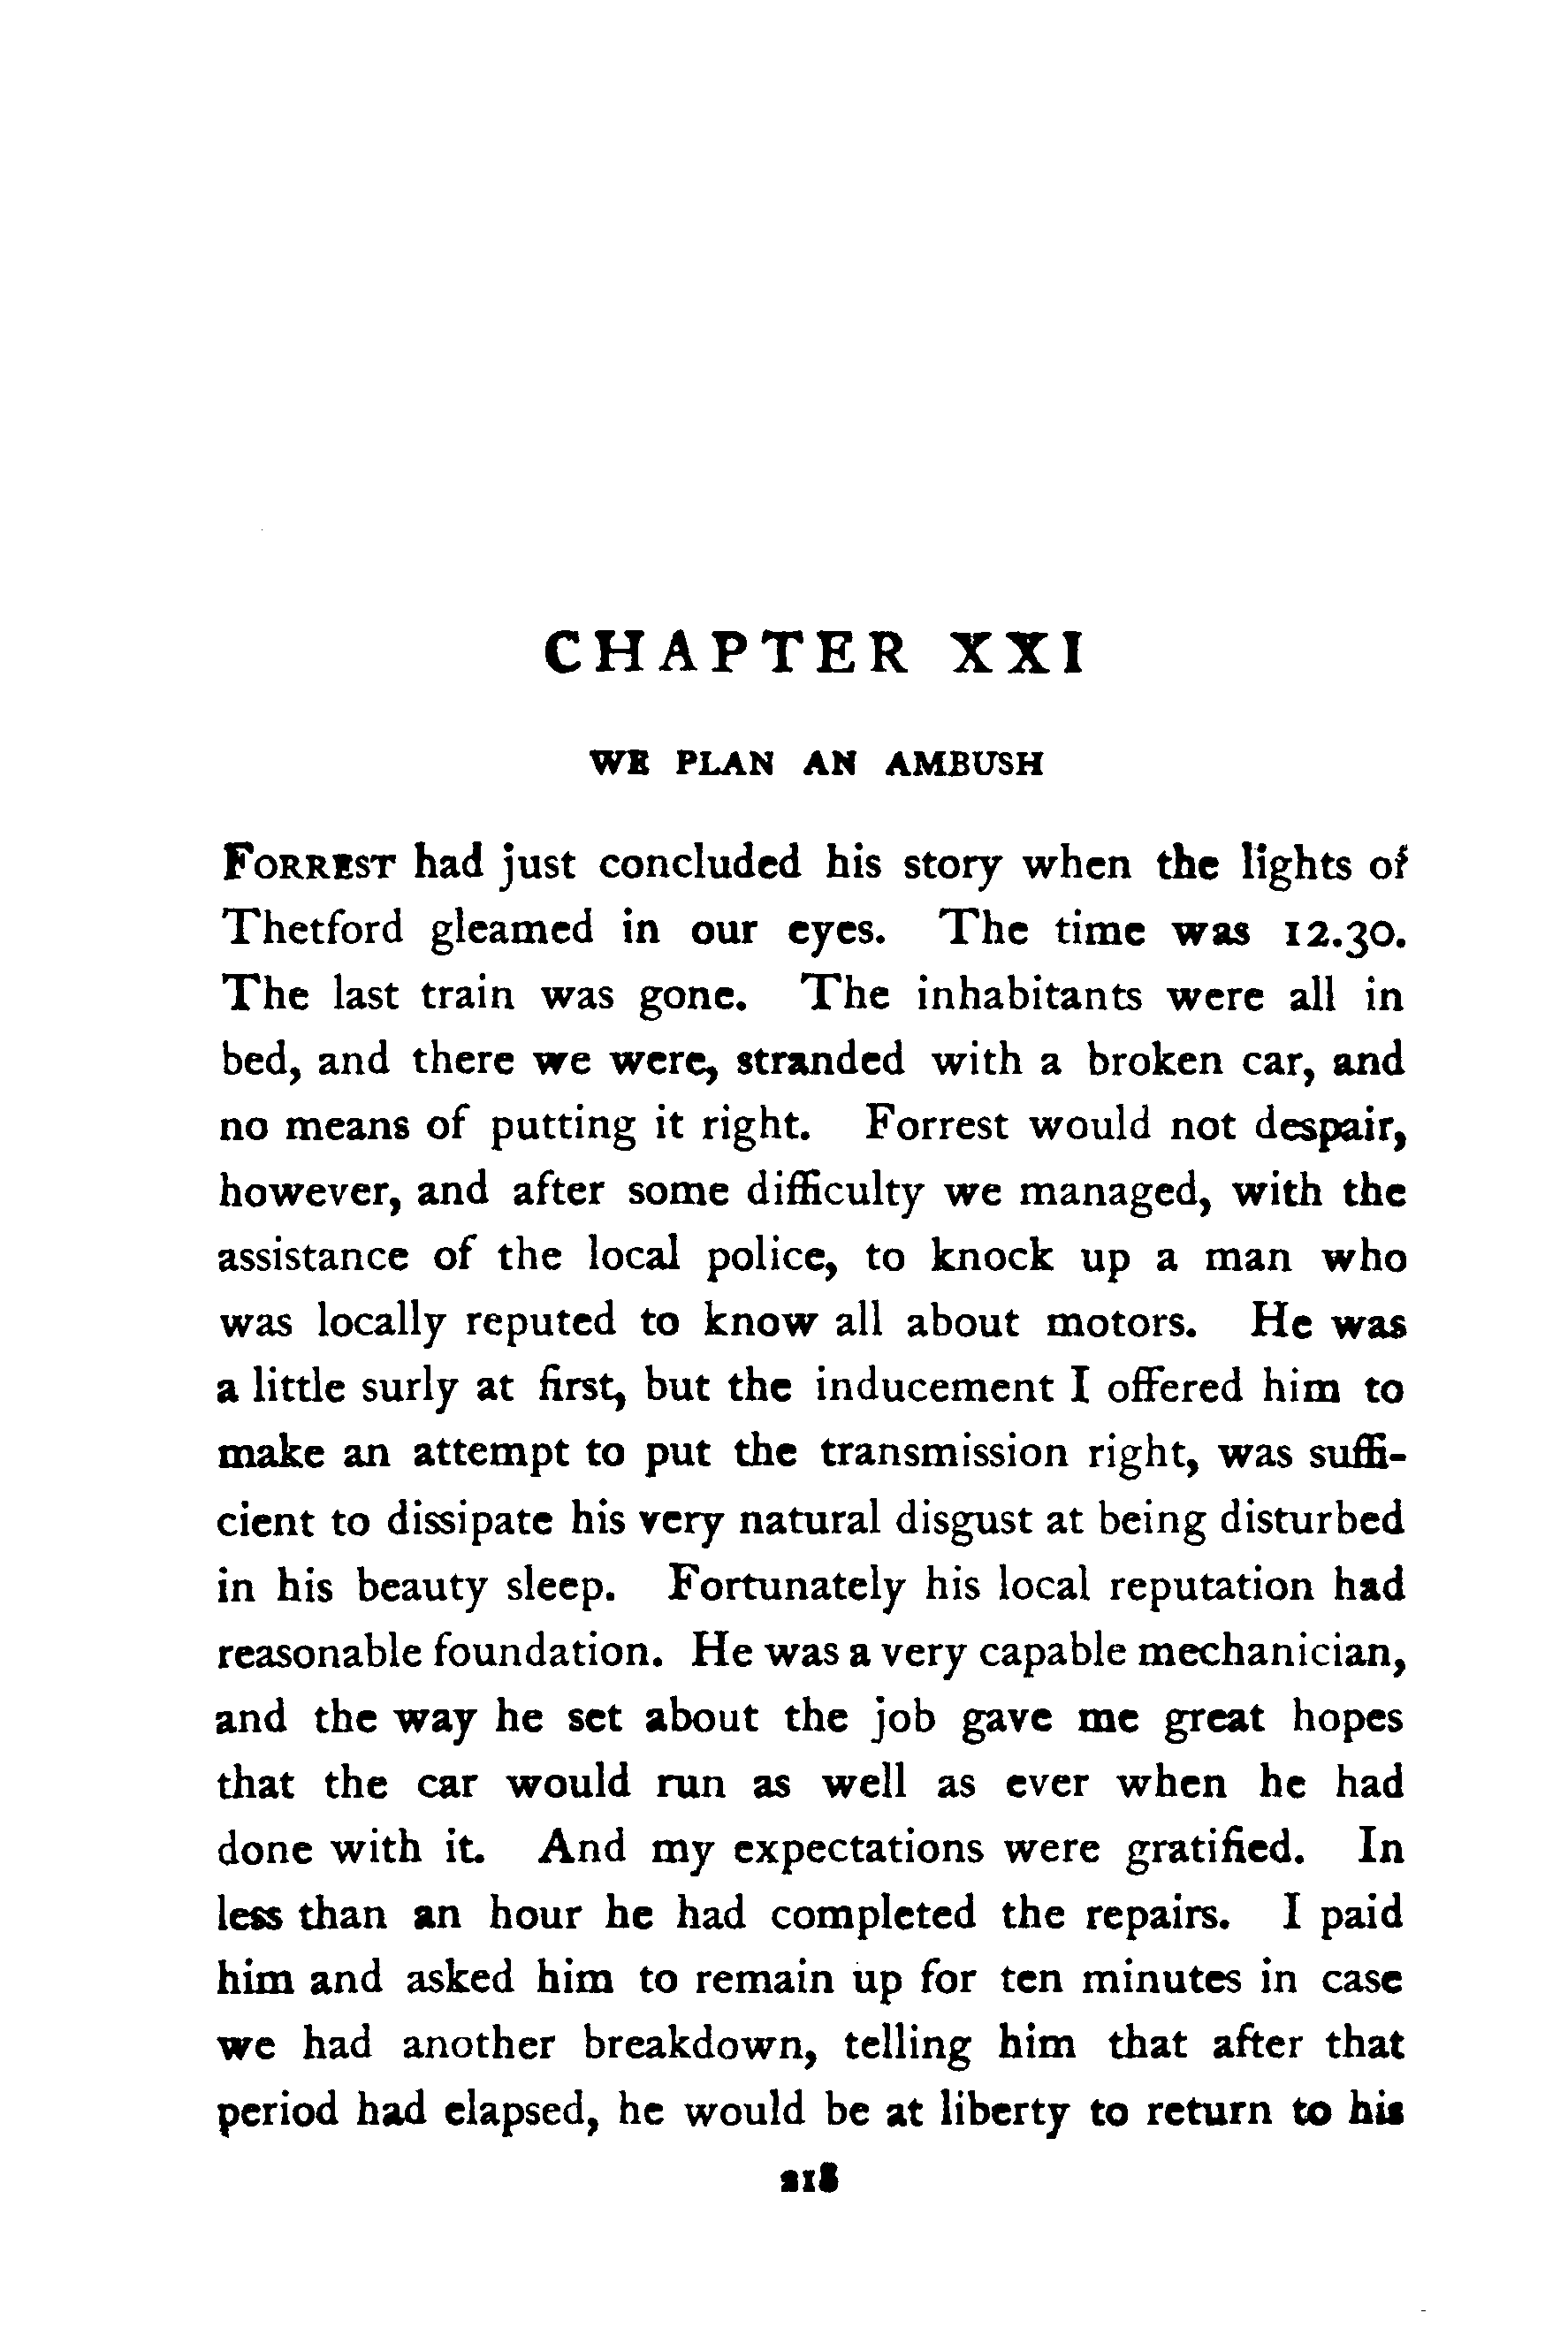 CHAPTER XXI
WE PLAN AN AMBUSH
FORREST had just concluded his story when the lights of
Thetford gleamed in our eyes. The time was 12.30.
The last train was gone. The inhabitants were all in
bed, and there we were, stranded with a broken car, and
no means of putting it right. Forrest would not despair,
however, and after some difficulty we managed, with the
assistance of the local police, to knock up a man who
was locally reputed to know all about motors. He was
a little surly at first, but the inducement I offered him to
make an attempt to put the transmission right, was suffi-
cient to dissipate his very natural disgust at being disturbed
in his beauty sleep. Fortunately his local reputation had
reasonable foundation. He was a very capable mechanician,
and the way he set about the job gave me great hopes
that the car would run as well as ever when he had
done with it. And my expectations were gratified. In
less than an hour he had completed the repairs. I paid
him and asked him to remain up for ten minutes in case
we had another breakdown, telling him that after that
period had elapsed, he would be at liberty to return to his
218